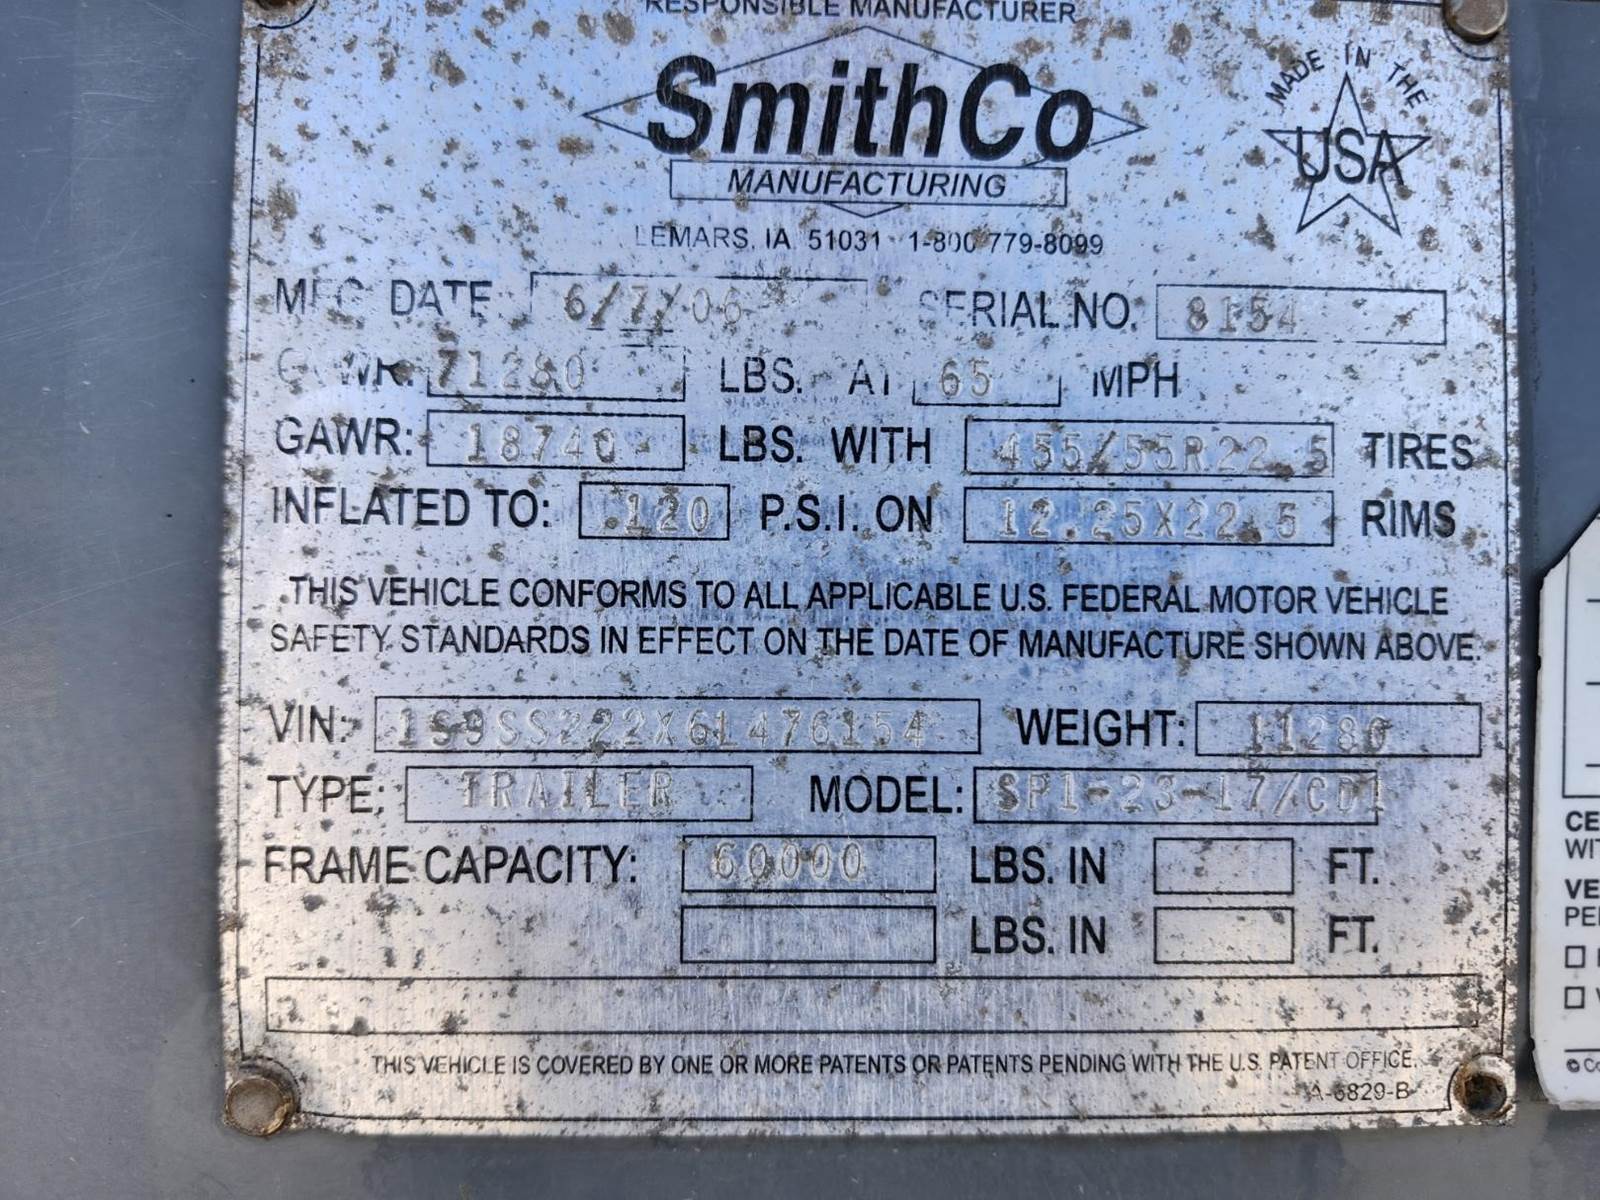 RESPONSIBLE MANUFACTURER
SmithCo
MANUFACTURING
MADE IN THE
USA
LEMARS, IA 51031 1-800 779-8099
MFG DATE 6/7/06 SERIAL NO. 8154
GVWR: 71280 LBS. AT 65 MPH
GAWR: 18740 LBS. WITH 455/55R22.5 TIRES
INFLATED TO: 120 P.S.I. ON 12.25X22.5 RIMS
THIS VEHICLE CONFORMS TO ALL APPLICABLE U.S. FEDERAL MOTOR VEHICLE
SAFETY STANDARDS IN EFFECT ON THE DATE OF MANUFACTURE SHOWN ABOVE.
VIN: 1S9SS222X6L476154 WEIGHT: 11280
TYPE: TRAILER MODEL: SP1-23-17/CD1
FRAME CAPACITY: 60000 LBS. IN FT.
LBS. IN FT.
THIS VEHICLE IS COVERED BY ONE OR MORE PATENTS OR PATENTS PENDING WITH THE U.S. PATENT OFFICE.
A-6829-B
CE
WI
VE
PE